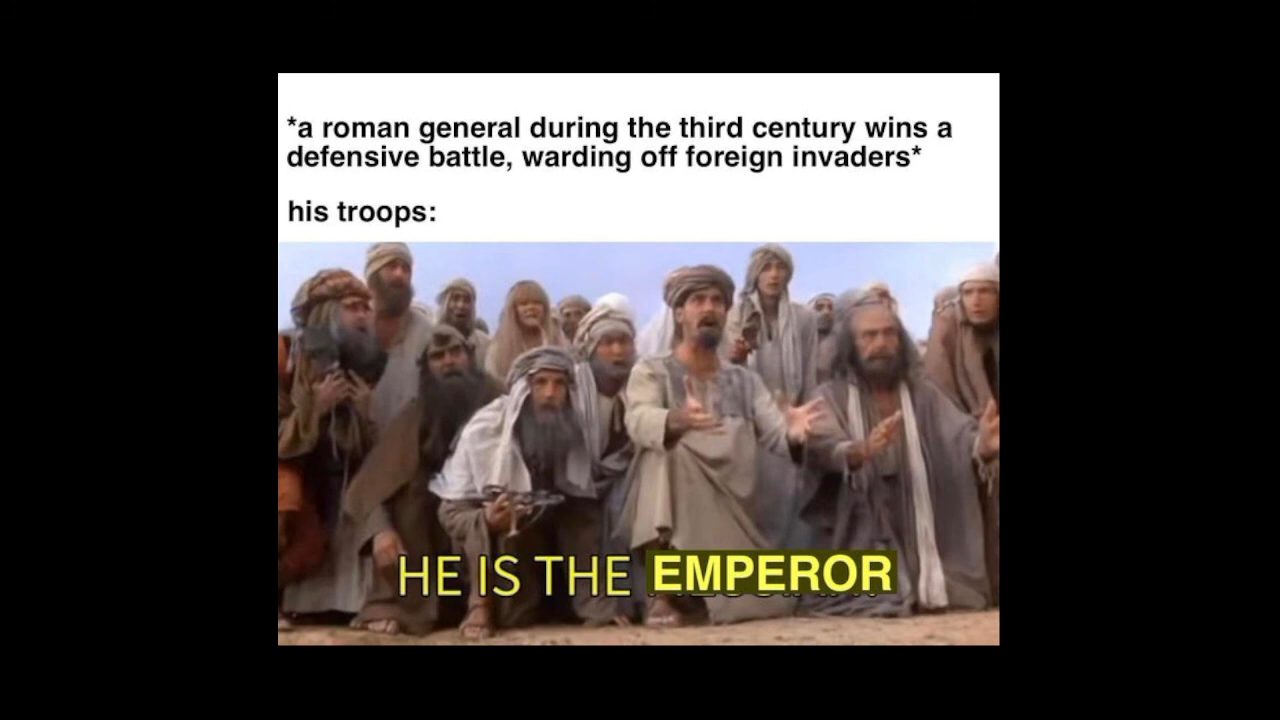 *a roman general during the third century wins a
defensive battle, warding off foreign invaders*
his troops:
HE IS THE EMPEROR